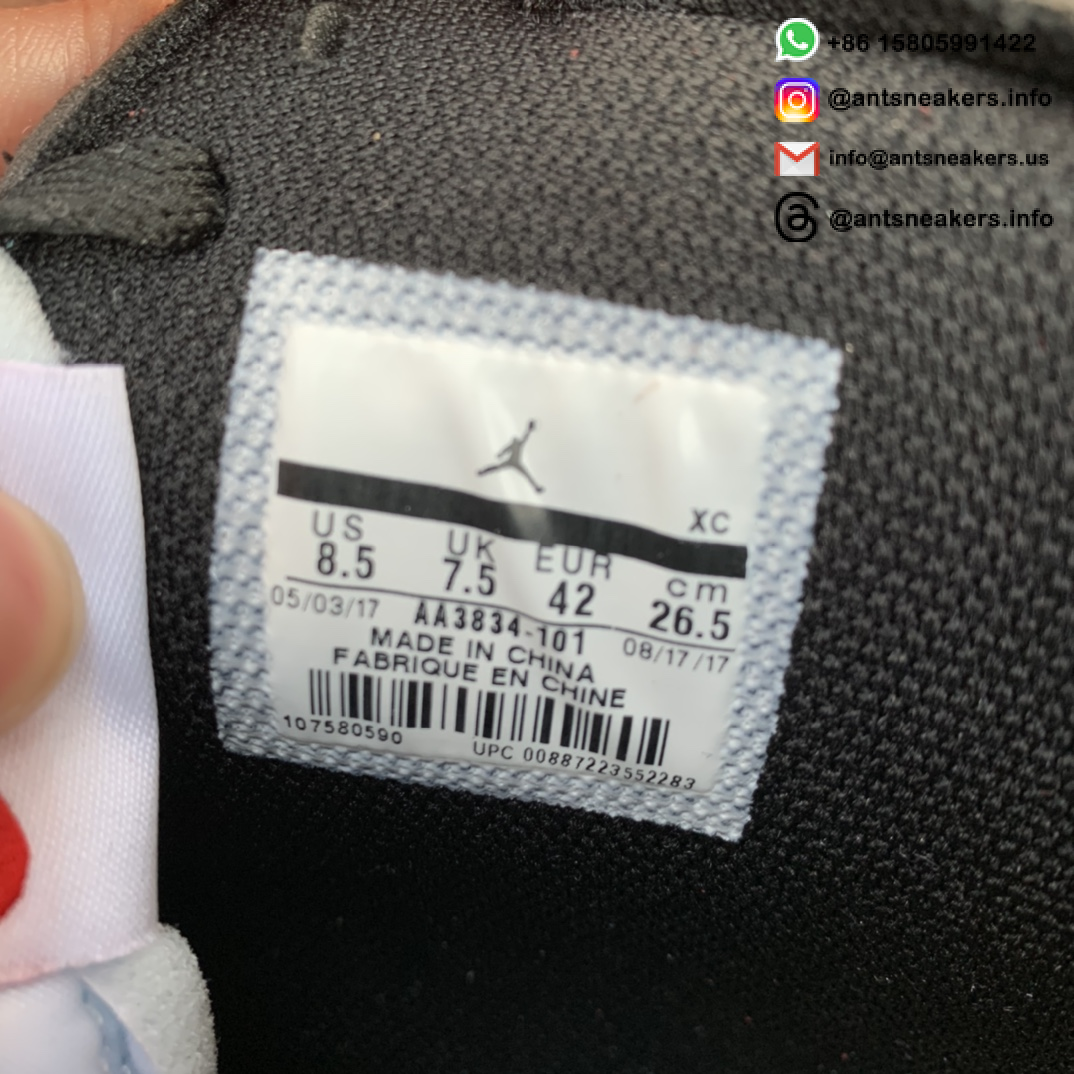 +86 15805991422
@antsneakers.info
info@antsneakers.us
@antsneakers.info
XC
US UK EUR cm
8.5 7.5 42 26.5
05/03/17 AA3834-101 08/17/17
MADE IN CHINA
FABRIQUE EN CHINE
107580590 UPC 00887223552283